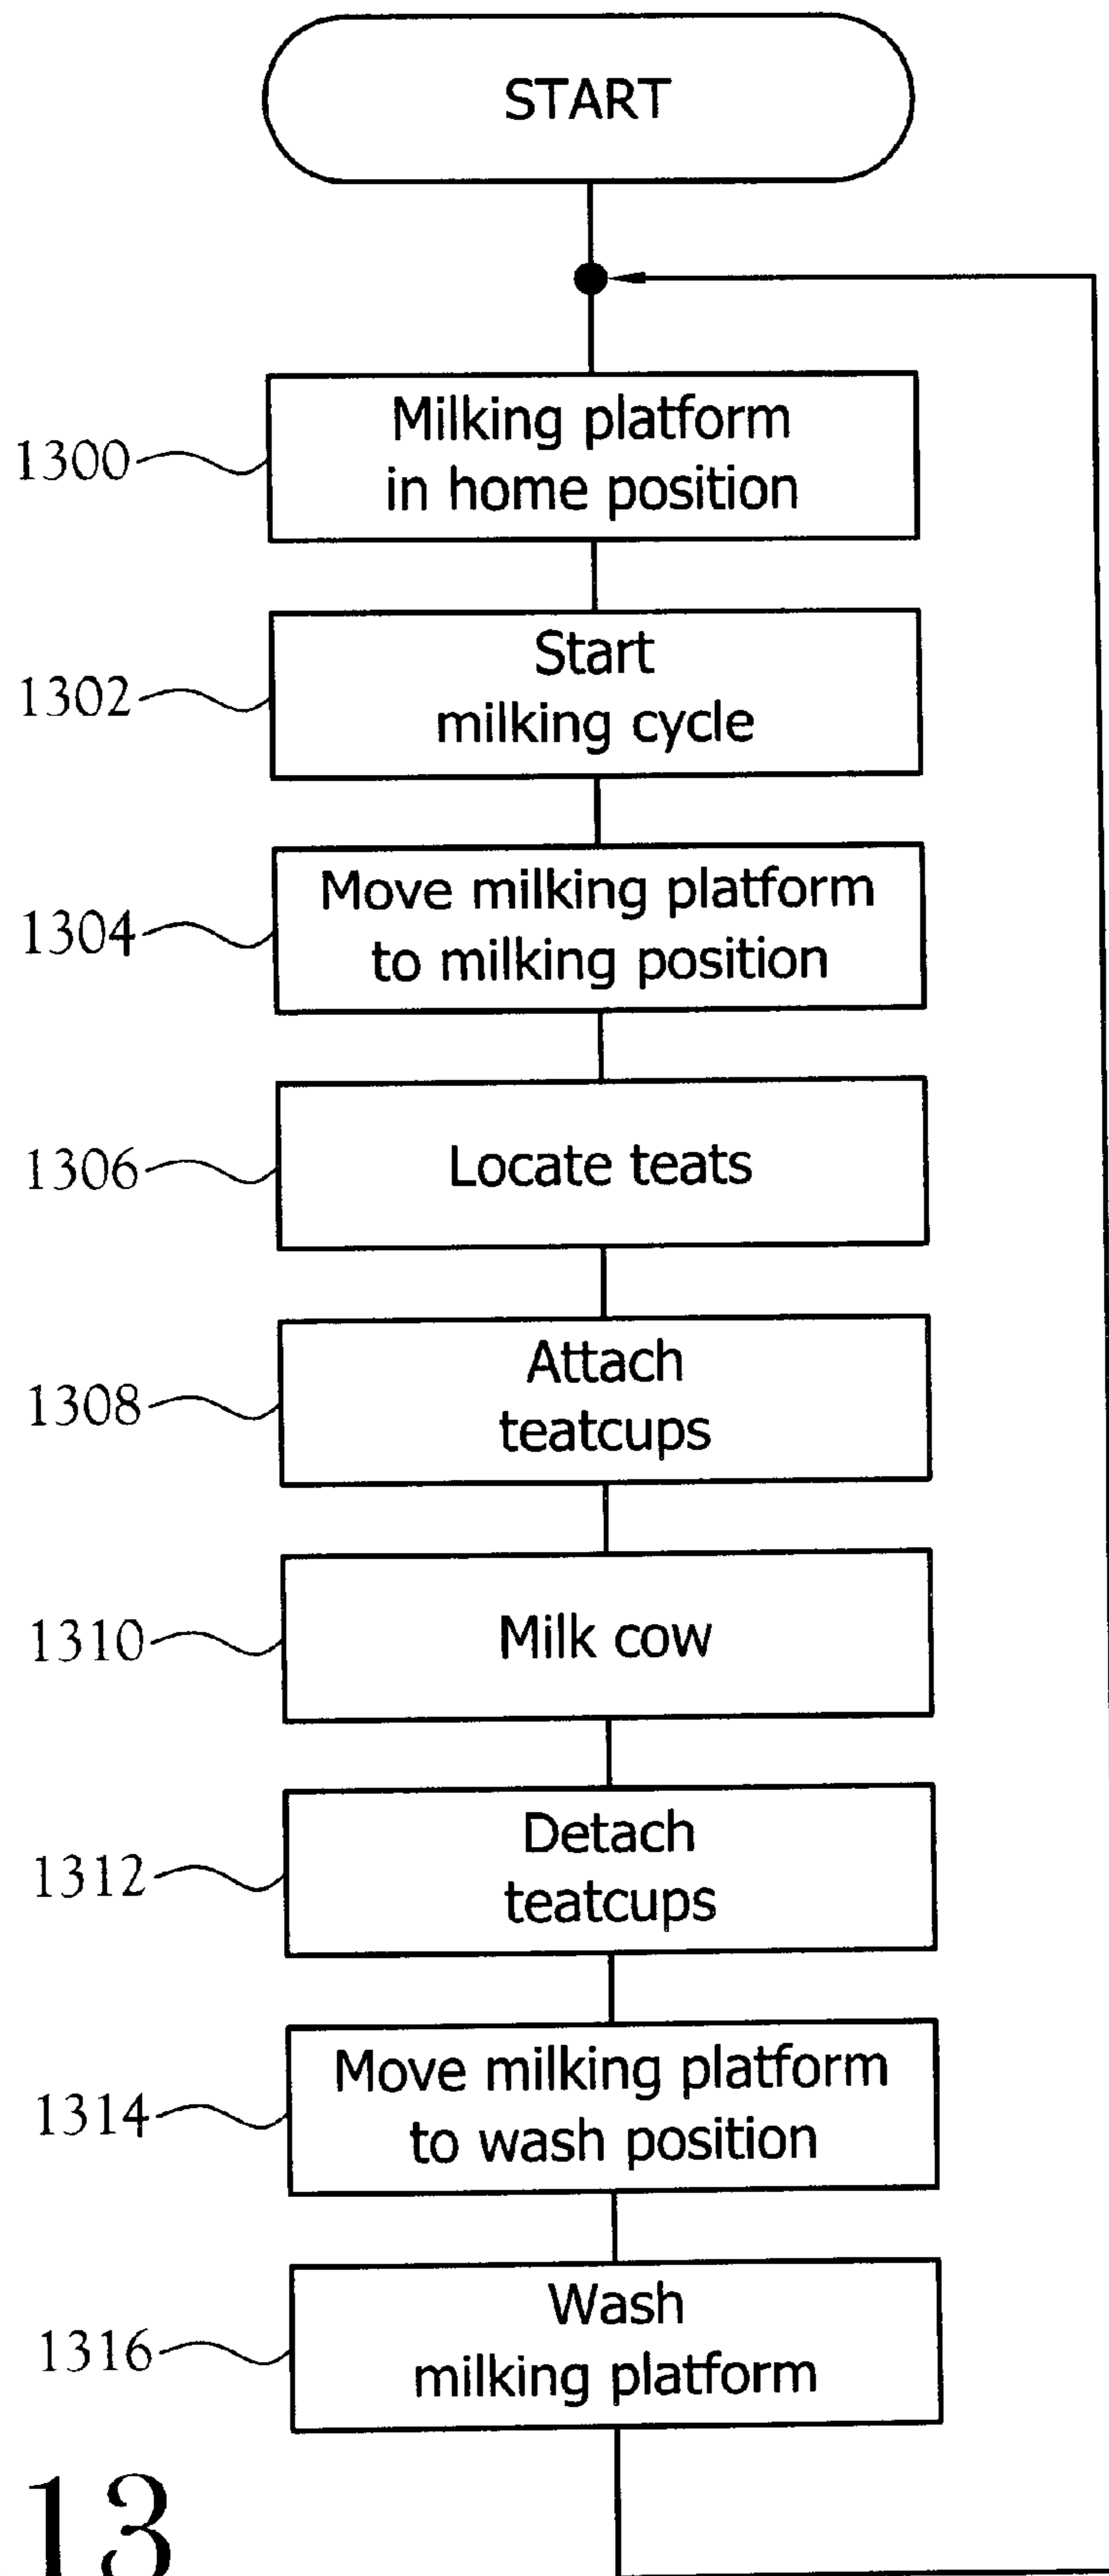 START
Milking platform
in home position
1300
Start
milking cycle
1302
Move milking platform
to milking position
1304
Locate teats
1306
Attach
teatcups
1308
Milk cow
1310
Detach
teatcups
1312
Move milking platform
to wash position
1314
Wash
milking platform
1316
13